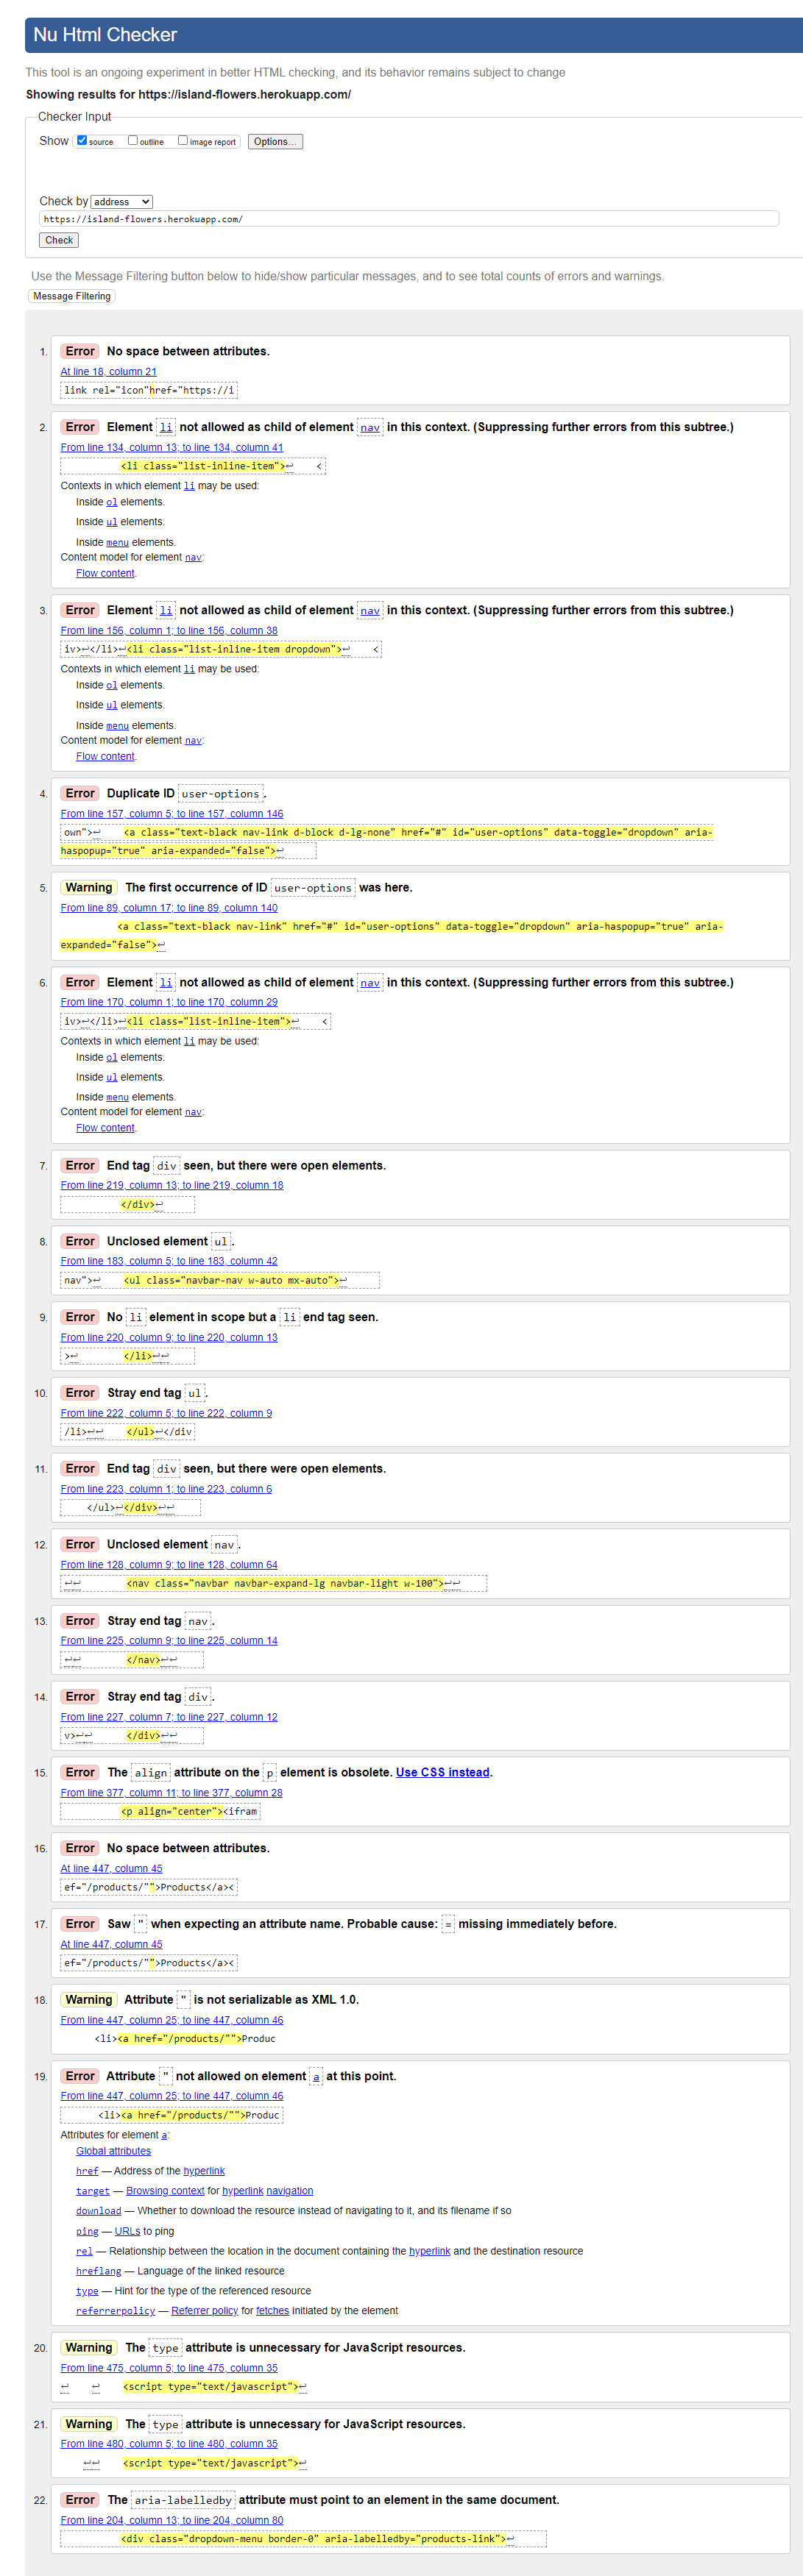 Nu Html Checker
This tool is an ongoing experiment in better HTML checking, and its behavior remains subject to change
Showing results for https://island-flowers.herokuapp.com/
Checker Input
Show source outline image report Options...
Check by address
https://island-flowers.herokuapp.com/
Check
Use the Message Filtering button below to hide/show particular messages, and to see total counts of errors and warnings.
Message Filtering
1. Error No space between attributes.
At line 18, column 21
link rel="icon"href="https://i
2. Error Element li not allowed as child of element nav in this context. (Suppressing further errors from this subtree.)
From line 134, column 13; to line 134, column 41
<li class="list-inline-item">↩ <
Contexts in which element li may be used:
Inside ol elements.
Inside ul elements.
Inside menu elements.
Content model for element nav:
Flow content.
3. Error Element li not allowed as child of element nav in this context. (Suppressing further errors from this subtree.)
From line 156, column 1; to line 156, column 38
iv>↩</li>↩<li class="list-inline-item dropdown">↩ <
Contexts in which element li may be used:
Inside ol elements.
Inside ul elements.
Inside menu elements.
Content model for element nav:
Flow content.
4. Error Duplicate ID user-options.
From line 157, column 5; to line 157, column 146
own">↩ <a class="text-black nav-link d-block d-lg-none" href="#" id="user-options" data-toggle="dropdown" aria-
haspopup="true" aria-expanded="false">↩
5. Warning The first occurrence of ID user-options was here.
From line 89, column 17; to line 89, column 140
<a class="text-black nav-link" href="#" id="user-options" data-toggle="dropdown" aria-haspopup="true" aria-
expanded="false">↩
6. Error Element li not allowed as child of element nav in this context. (Suppressing further errors from this subtree.)
From line 170, column 1; to line 170, column 29
iv>↩</li>↩<li class="list-inline-item">↩ <
Contexts in which element li may be used:
Inside ol elements.
Inside ul elements.
Inside menu elements.
Content model for element nav:
Flow content.
7. Error End tag div seen, but there were open elements.
From line 219, column 13; to line 219, column 18
</div>↩
8. Error Unclosed element ul.
From line 183, column 5; to line 183, column 42
nav">↩ <ul class="navbar-nav w-auto mx-auto">↩
9. Error No li element in scope but a li end tag seen.
From line 220, column 9; to line 220, column 13
>↩ </li>↩↩
10. Error Stray end tag ul.
From line 222, column 5; to line 222, column 9
/li>↩↩ </ul>↩</div
11. Error End tag div seen, but there were open elements.
From line 223, column 1; to line 223, column 6
</ul>↩</div>↩↩
12. Error Unclosed element nav.
From line 128, column 9; to line 128, column 64
↩↩ <nav class="navbar navbar-expand-lg navbar-light w-100">↩↩
13. Error Stray end tag nav.
From line 225, column 9; to line 225, column 14
↩↩ </nav>↩↩
14. Error Stray end tag div.
From line 227, column 7; to line 227, column 12
v>↩↩ </div>↩↩
15. Error The align attribute on the p element is obsolete. Use CSS instead.
From line 377, column 11; to line 377, column 28
<p align="center"><ifram
16. Error No space between attributes.
At line 447, column 45
ef="/products/"">Products</a><
17. Error Saw " when expecting an attribute name. Probable cause: = missing immediately before.
At line 447, column 45
ef="/products/"">Products</a><
18. Warning Attribute " is not serializable as XML 1.0.
From line 447, column 25; to line 447, column 46
<li><a href="/products/"">Produc
19. Error Attribute " not allowed on element a at this point.
From line 447, column 25; to line 447, column 46
<li><a href="/products/"">Produc
Attributes for element a:
Global attributes
href — Address of the hyperlink
target — Browsing context for hyperlink navigation
download — Whether to download the resource instead of navigating to it, and its filename if so
ping — URLs to ping
rel — Relationship between the location in the document containing the hyperlink and the destination resource
hreflang — Language of the linked resource
type — Hint for the type of the referenced resource
referrerpolicy — Referrer policy for fetches initiated by the element
20. Warning The type attribute is unnecessary for JavaScript resources.
From line 475, column 5; to line 475, column 35
↩ ↩ <script type="text/javascript">↩
21. Warning The type attribute is unnecessary for JavaScript resources.
From line 480, column 5; to line 480, column 35
↩↩ <script type="text/javascript">↩
22. Error The aria-labelledby attribute must point to an element in the same document.
From line 204, column 13; to line 204, column 80
<div class="dropdown-menu border-0" aria-labelledby="products-link">↩